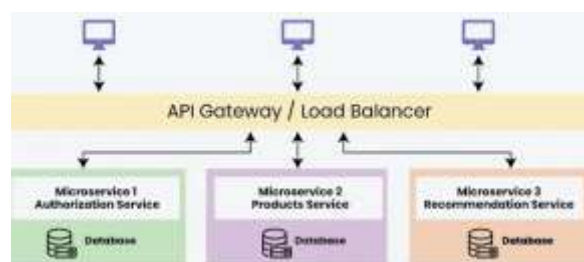 API Gateway / Load Balancer
Microservice 1
Authorization Service
Database
Microservice 2
Products Service
Database
Microservice 3
Recommendation Service
Database